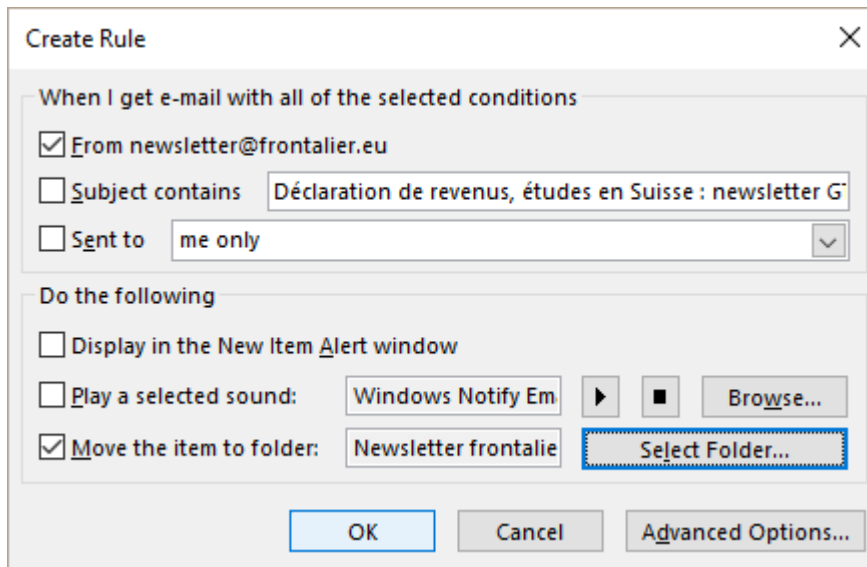 Create Rule
When I get e-mail with all of the selected conditions
From newsletter@frontalier.eu
Subject contains Déclaration de revenus, études en Suisse : newsletter GT
Sent to me only
Do the following
Display in the New Item Alert window
Play a selected sound: Windows Notify Em Browse...
Move the item to folder: Newsletter frontalie Select Folder...
OK Cancel Advanced Options...